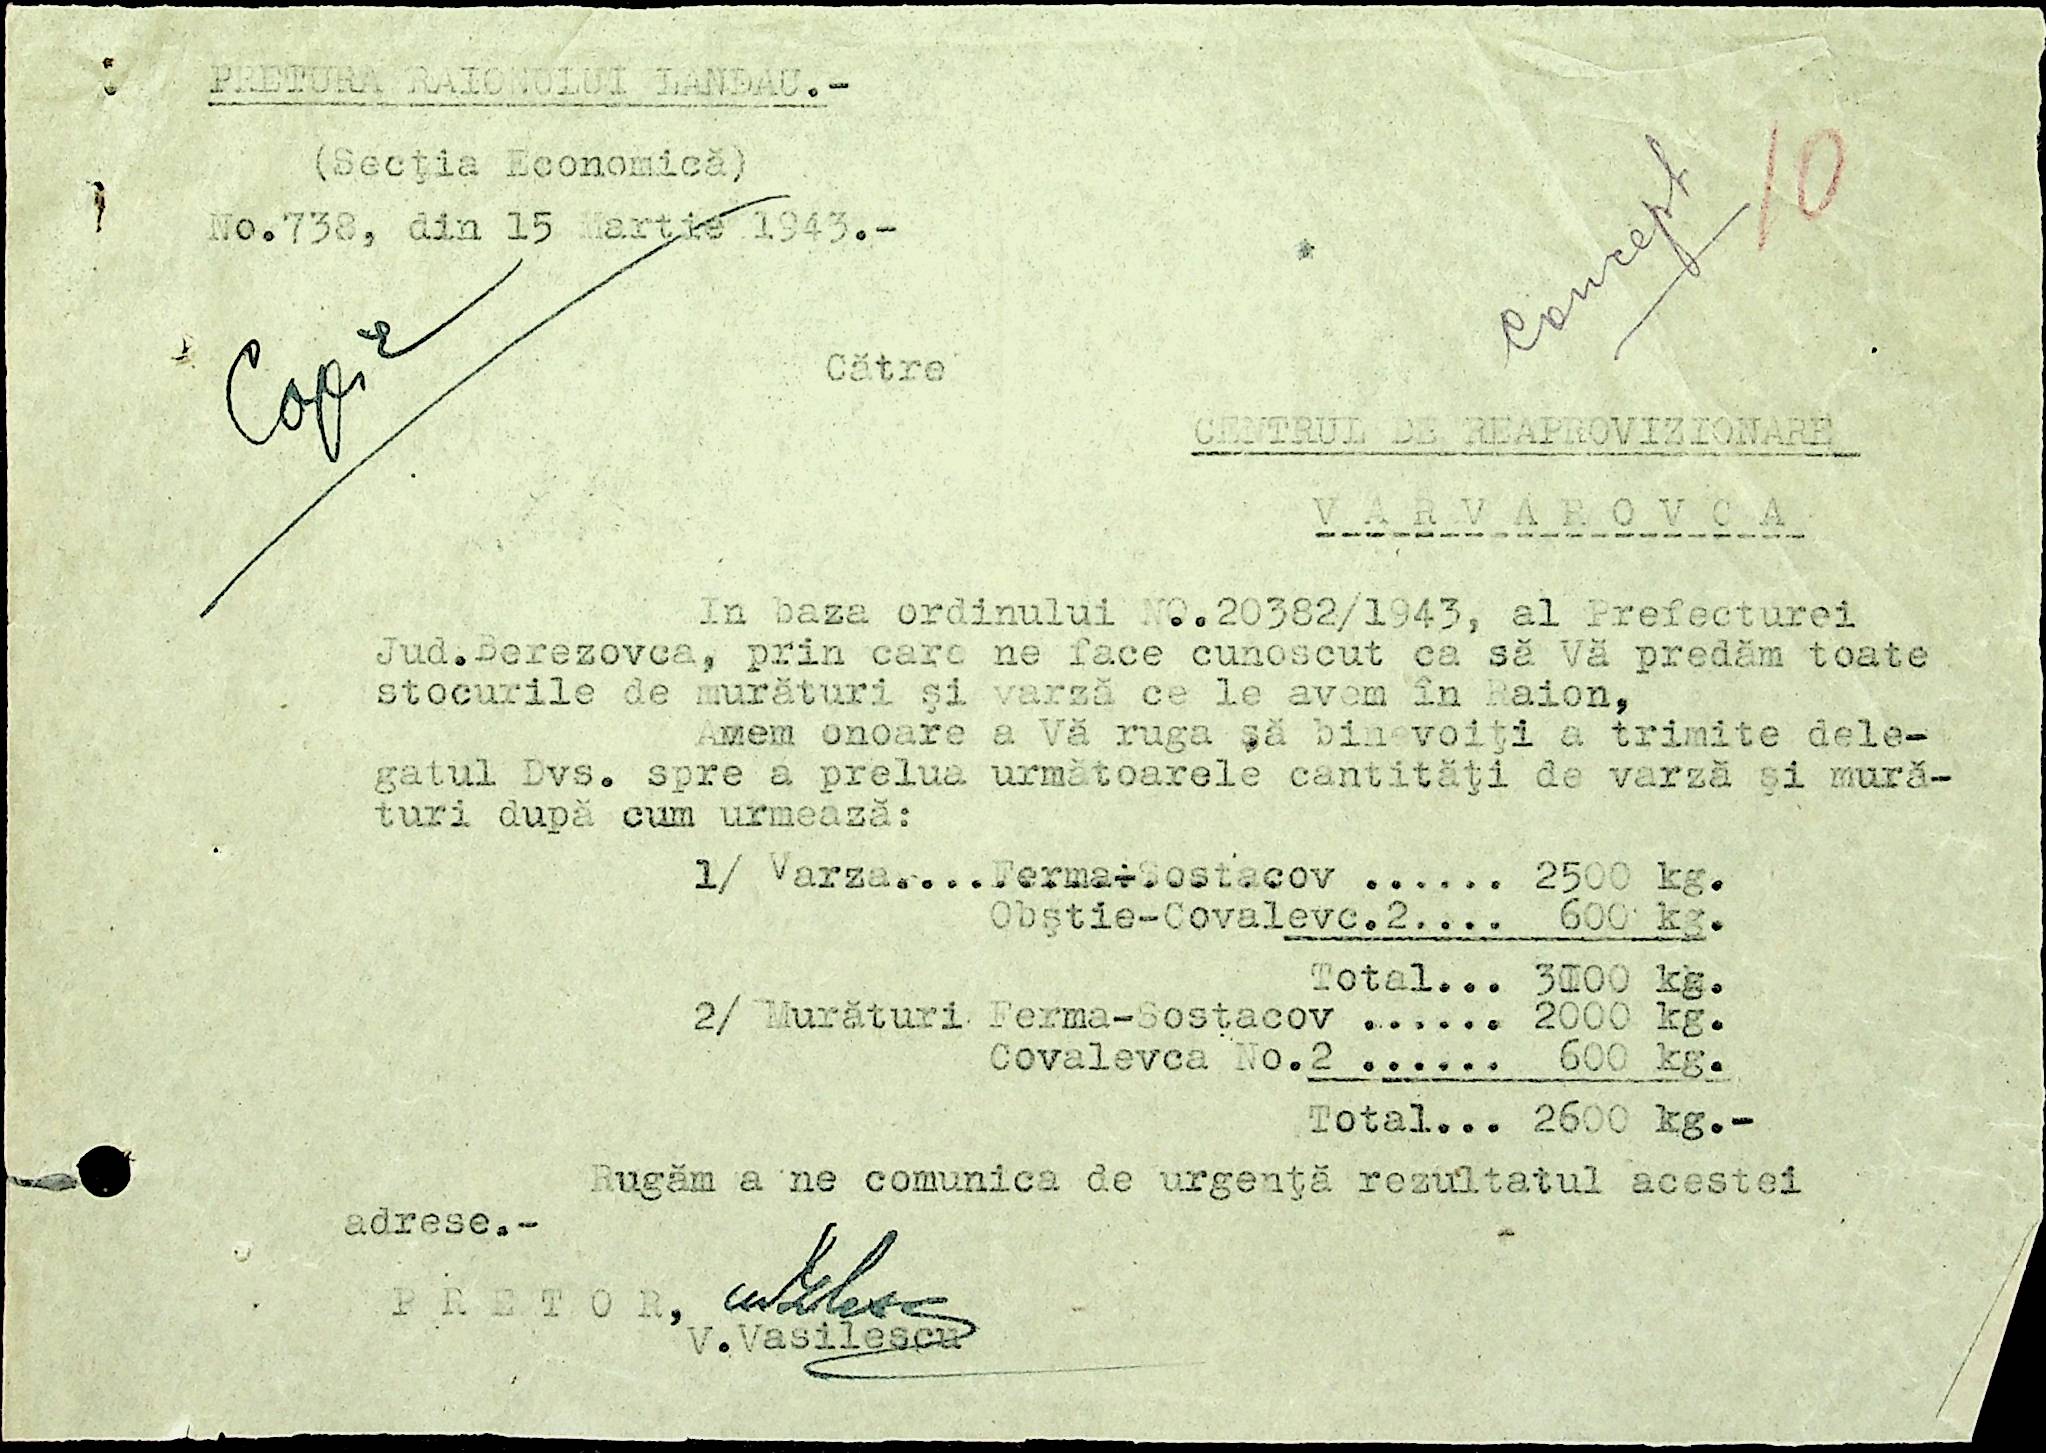 PRETURA RAIONULUI LANDAU.-
(Secţia Economică)
No.738, din 15 Martie 1943.-
Copie
concept
10
Către
CENTRUL DE REAPROVIZIONARE
VARVAROVCA
In baza ordinului NO..20382/1943, al Prefecturei
Jud.Berezovca, prin care ne face cunoscut ca să Vă predăm toate
stocurile de murături şi varză ce le avem în Raion,
Avem onoare a Vă ruga şă binevoiţi a trimite dele-
gatul Dvs. spre a prelua următoarele cantităţi de varză şi mură-
turi după cum urmează:
1/ Varza....Ferma-Sostacov ...... 2500 kg.
Obştie-Covalevc.2.... 600 kg.
Total... 3100 kg.
2/ Murături Ferma-Sostacov ...... 2000 kg.
Covalevca No.2 ...... 600 kg.
Total... 2600 kg.-
Rugăm a ne comunica de urgenţă rezultatul acestei
adrese.-
PRETOR,
V.Vasilescu